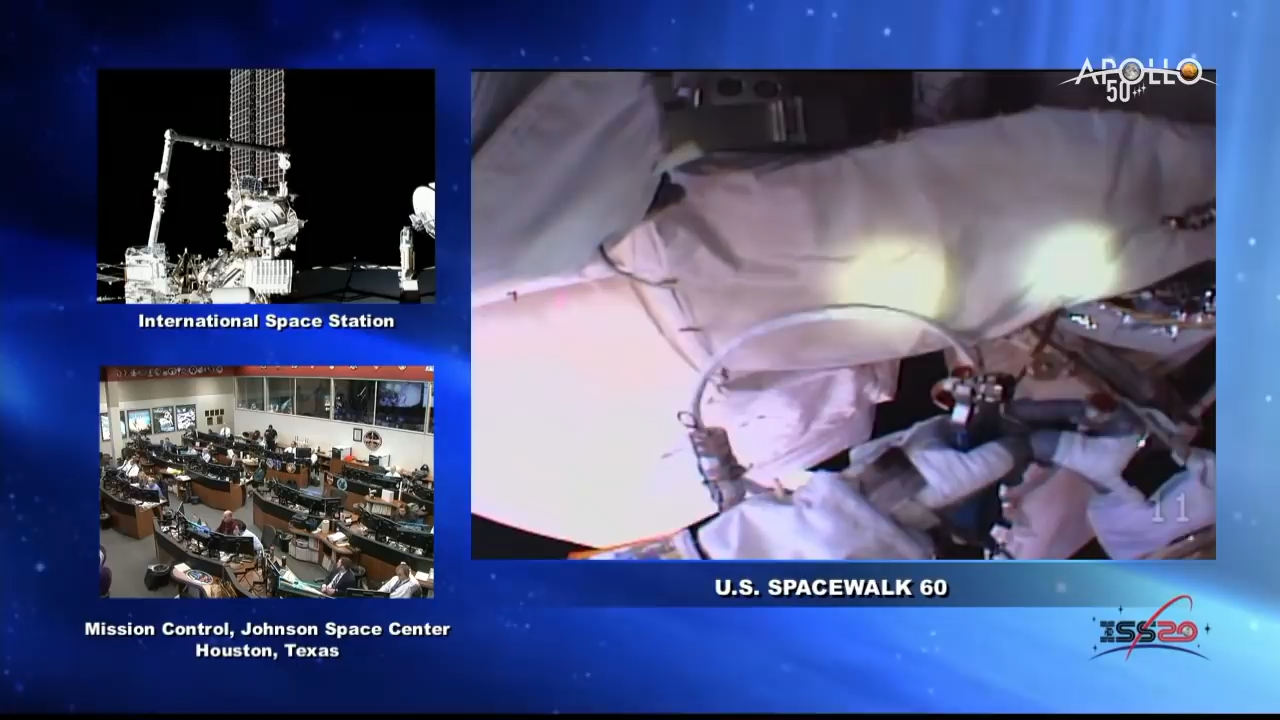 APOLLO
50
International Space Station
11
U.S. SPACEWALK 60
Mission Control, Johnson Space Center
Houston, Texas
ISS20